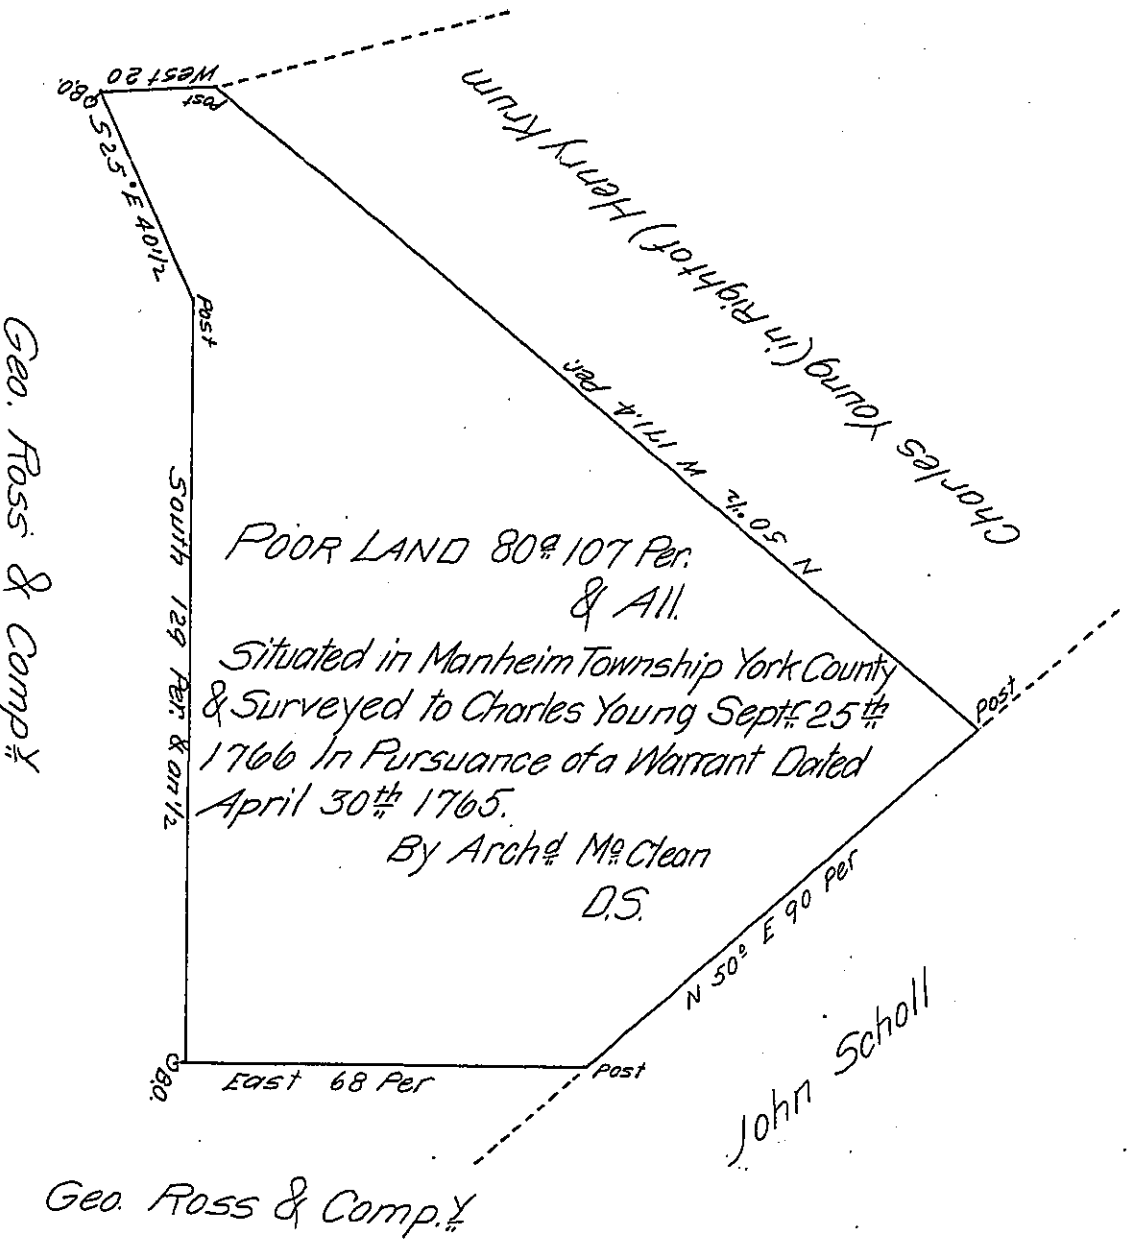 West 20
Post
B.O.
S 25° E 40 1/2
Post
Charles Young (in Right of) Henry Krum
N 50° 1/2 W 171.4 Per.
Geo. Ross & Comp.y
South 129 Per & an 1/2
POOR LAND 80a 107 Per.
& All.
Situated in Manheim Township York County
& Surveyed to Charles Young Septr 25th
1766 In Pursuance of a Warrant Dated
April 30th 1765.
By Archd McClean
D.S.
Post
N 50° E 90 Per
John Scholl
B.O.
East 68 Per
Post
Geo. Ross & Comp.y